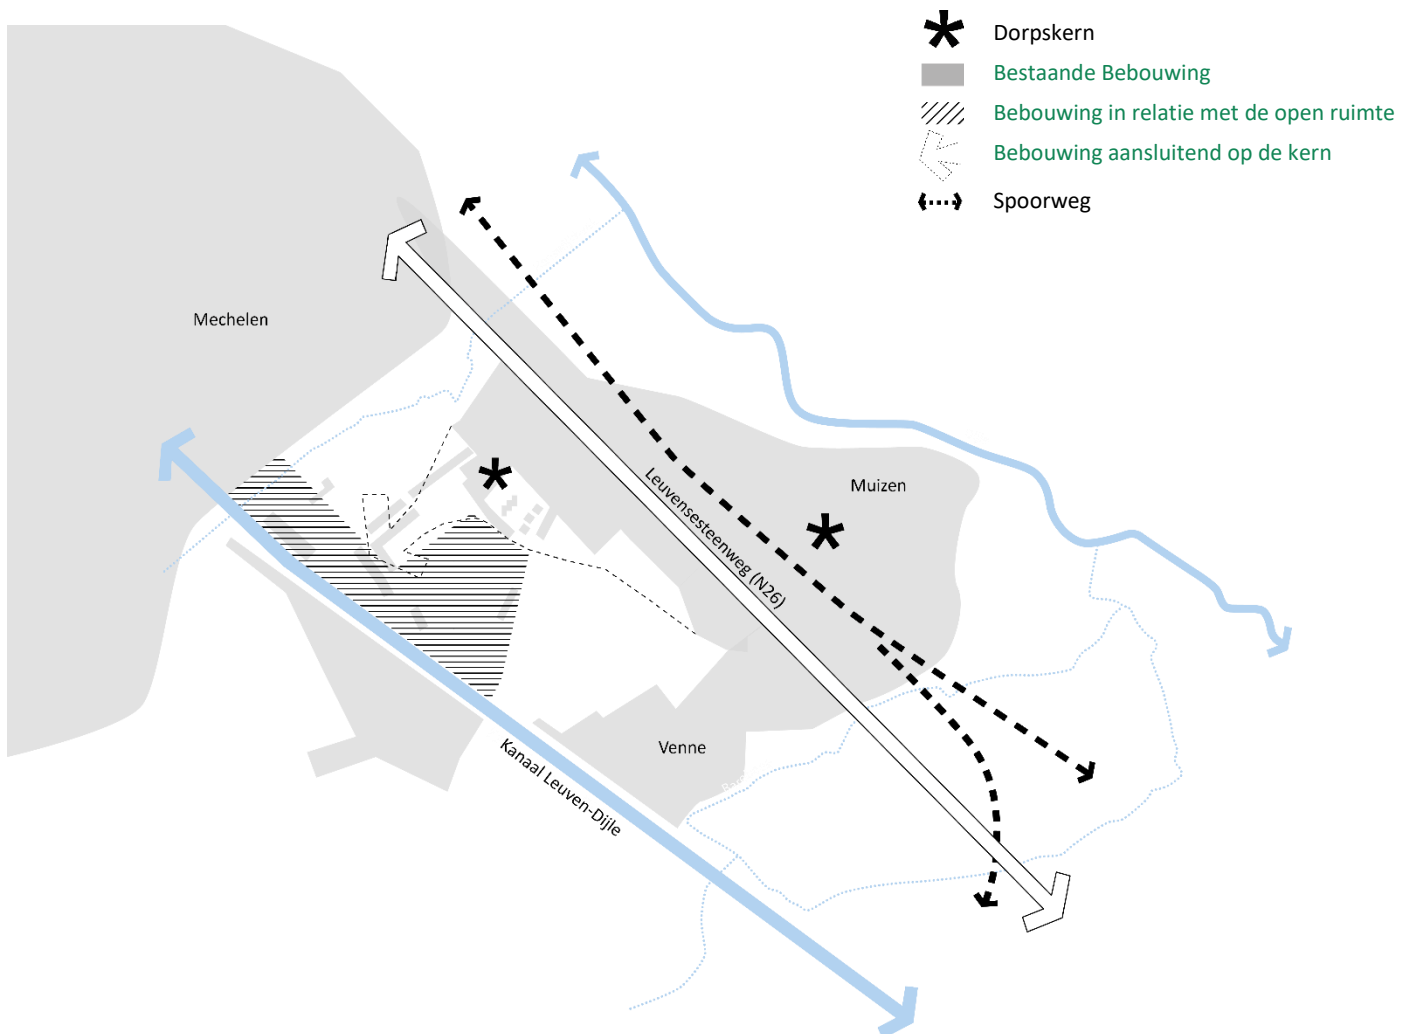 Dorpskern
Bestaande Bebouwing
Bebouwing in relatie met de open ruimte
Bebouwing aansluitend op de kern
Spoorweg
Mechelen
Leuvensesteenweg (N26)
Muizen
Venne
Kanaal Leuven-Dijle